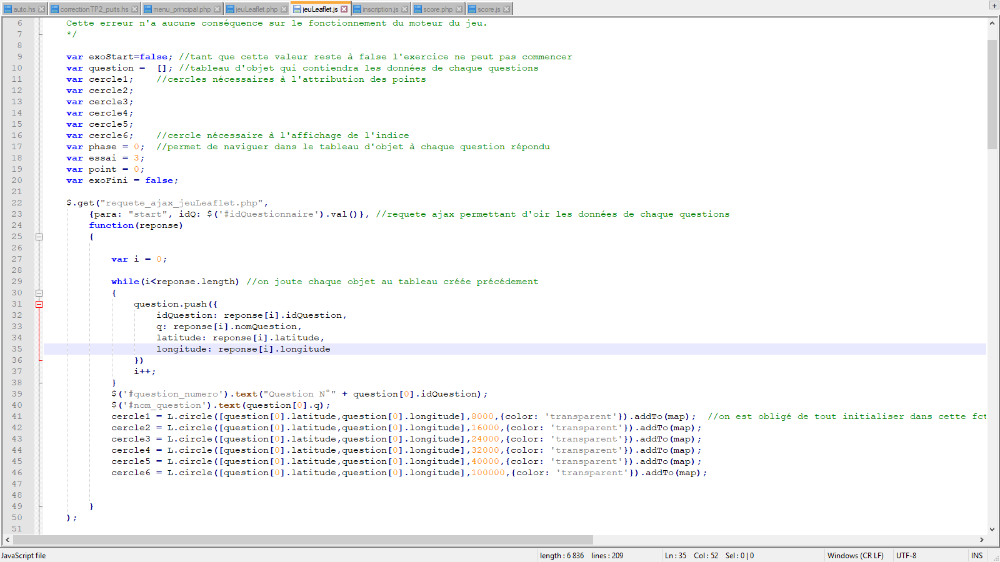 auto.hs correctionTP2_puits.hs menu_principal.php jeuLeaflet.php jeuLeaflet.js inscription.js score.php score.js
6 Cette erreur n'a aucune conséquence sur le fonctionnement du moteur du jeu.
7 */
8
9 var exoStart=false; //tant que cette valeur reste à false l'exercice ne peut pas commencer
10 var question =  []; //tableau d'objet qui contiendra les données de chaque questions
11 var cercle1;    //cercles nécessaires à l'attribution des points
12 var cercle2;
13 var cercle3;
14 var cercle4;
15 var cercle5;
16 var cercle6;    //cercle nécessaire à l'affichage de l'indice
17 var phase = 0;  //permet de naviguer dans le tableau d'objet à chaque question répondu
18 var essai = 3;
19 var point = 0;
20 var exoFini = false;
21
22 $.get("requete_ajax_jeuLeaflet.php",
23 {para: "start", idQ: $('#idQuestionnaire').val()}, //requete ajax permettant d'oir les données de chaque questions
24 function(reponse)
25 {
26
27 var i = 0;
28
29 while(i<reponse.length) //on joute chaque objet au tableau créée précédement
30 {
31 question.push({
32 idQuestion: reponse[i].idQuestion,
33 q: reponse[i].nomQuestion,
34 latitude: reponse[i].latitude,
35 longitude: reponse[i].longitude
36 })
37 i++;
38 }
39 $('#question_numero').text("Question N°" + question[0].idQuestion);
40 $('#nom_question').text(question[0].q);
41 cercle1 = L.circle([question[0].latitude,question[0].longitude],8000,{color: 'transparent'}).addTo(map);  //on est obligé de tout initialiser dans cette fct
42 cercle2 = L.circle([question[0].latitude,question[0].longitude],16000,{color: 'transparent'}).addTo(map);
43 cercle3 = L.circle([question[0].latitude,question[0].longitude],24000,{color: 'transparent'}).addTo(map);
44 cercle4 = L.circle([question[0].latitude,question[0].longitude],32000,{color: 'transparent'}).addTo(map);
45 cercle5 = L.circle([question[0].latitude,question[0].longitude],40000,{color: 'transparent'}).addTo(map);
46 cercle6 = L.circle([question[0].latitude,question[0].longitude],100000,{color: 'transparent'}).addTo(map);
47
48
49 }
50 );
51
JavaScript file length : 6 836 lines : 209 Ln : 35 Col : 52 Sel : 0 | 0 Windows (CR LF) UTF-8 INS